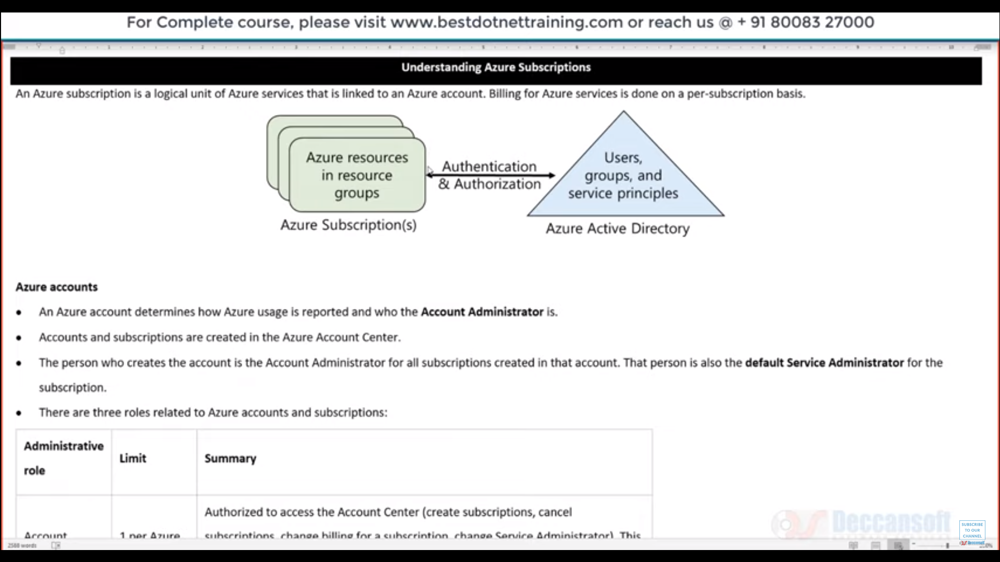 For Complete course, please visit www.bestdotnettraining.com or reach us @ + 91 80083 27000
Understanding Azure Subscriptions
An Azure subscription is a logical unit of Azure services that is linked to an Azure account. Billing for Azure services is done on a per-subscription basis.
Azure resources
in resource
groups
Azure Subscription(s)
Authentication
& Authorization
Users,
groups, and
service principles
Azure Active Directory
Azure accounts
• An Azure account determines how Azure usage is reported and who the Account Administrator is.
• Accounts and subscriptions are created in the Azure Account Center.
• The person who creates the account is the Account Administrator for all subscriptions created in that account. That person is also the default Service Administrator for the
subscription.
• There are three roles related to Azure accounts and subscriptions:
Administrative
role
Limit
Summary
Authorized to access the Account Center (create subscriptions, cancel
Account
1 per Azure
subscriptions, change billing for a subscription, change Service Administrator). This
Deccansoft
SUBSCRIBE
TO OUR
CHANNEL
Deccansoft
2588 words